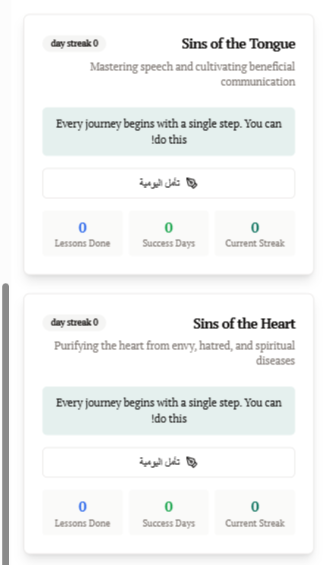 Sins of the Tongue
day streak 0
Mastering speech and cultivating beneficial
communication
Every journey begins with a single step. You can
!do this
تأمل اليومية
0
Lessons Done
0
Success Days
0
Current Streak
Sins of the Heart
day streak 0
Purifying the heart from envy, hatred, and spiritual
diseases
Every journey begins with a single step. You can
!do this
تأمل اليومية
0
Lessons Done
0
Success Days
0
Current Streak